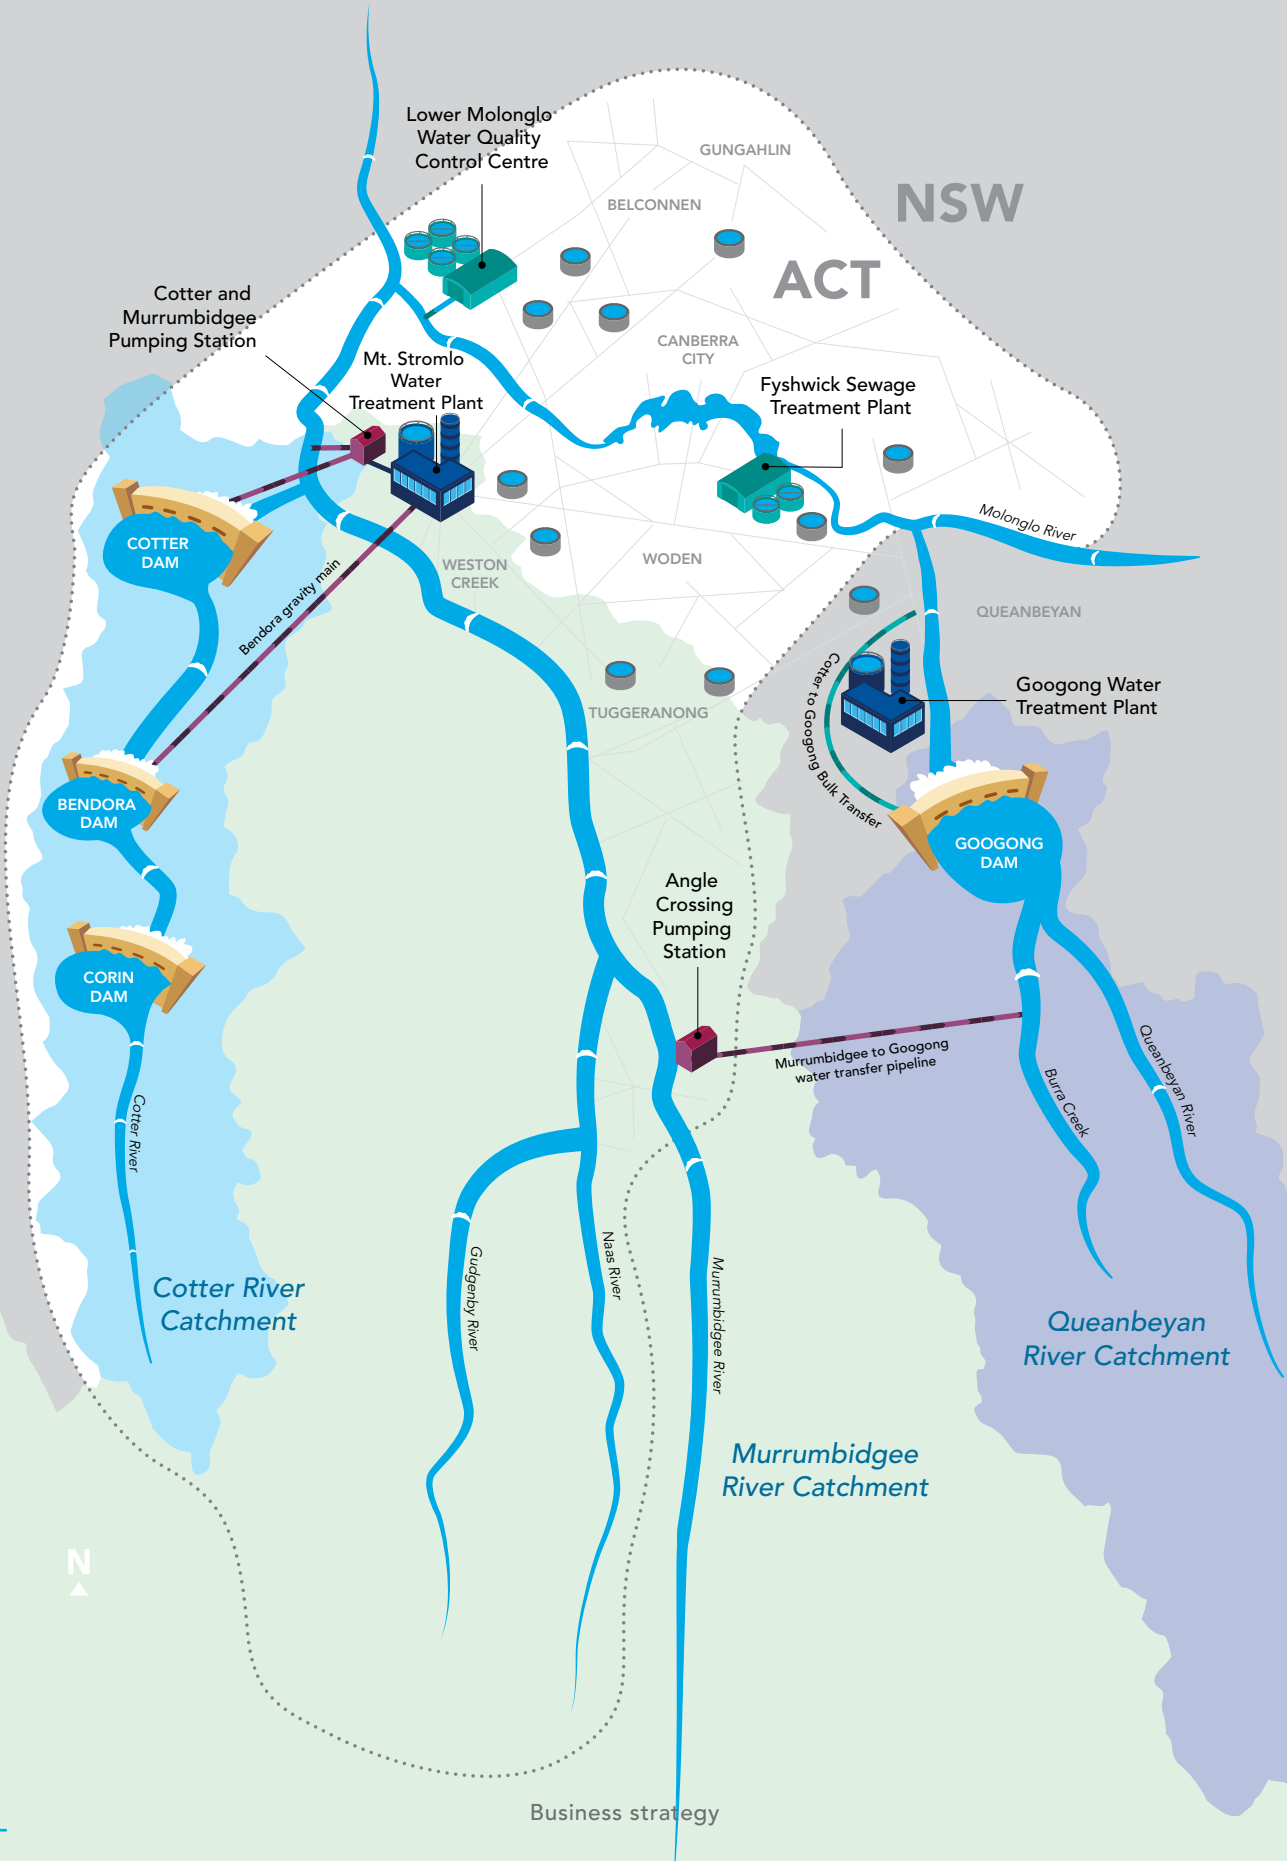 Lower Molonglo
Water Quality
Control Centre
GUNGAHLIN
BELCONNEN
NSW
ACT
Cotter and
Murrumbidgee
Pumping Station
Mt. Stromlo
Water
Treatment Plant
CANBERRA
CITY
Fyshwick Sewage
Treatment Plant
Molonglo River
COTTER
DAM
Bendora gravity main
WESTON
CREEK
WODEN
QUEANBEYAN
Cotter to Googong Bulk Transfer
Googong Water
Treatment Plant
TUGGERANONG
BENDORA
DAM
GOOGONG
DAM
Angle
Crossing
Pumping
Station
CORIN
DAM
Murrumbidgee to Googong
water transfer pipeline
Cotter River
Burra Creek
Queanbeyan River
Gudgenby River
Naas River
Murrumbidgee River
Cotter River
Catchment
Queanbeyan
River Catchment
Murrumbidgee
River Catchment
N
Business strategy